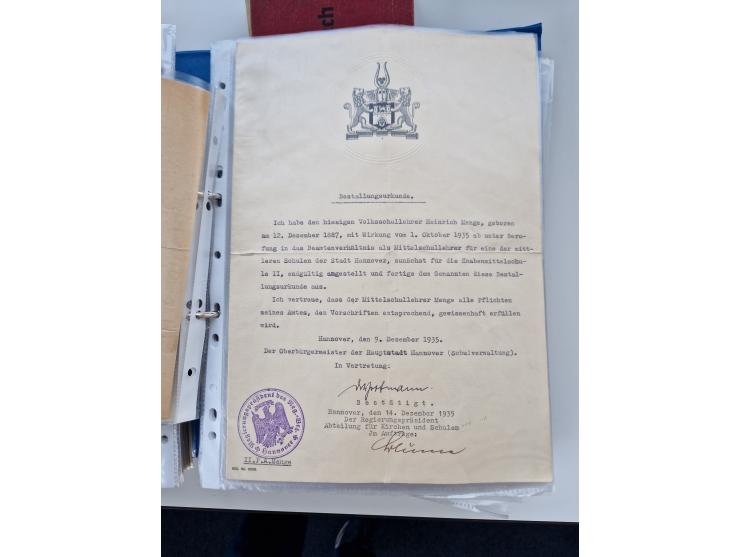 ach
Bestallungsurkunde.
Ich habe den hiesigen Volksschullehrer Heinrich Menge, geboren
am 12. Dezember 1887, mit Wirkung vom 1. Oktober 1935 ab unter Beru-
fung in das Beamtenverhältnis als Mittelschullehrer für eine der mitt-
leren Schulen der Stadt Hannover, zunächst für die Knabenmittelschu-
le II, endgültig angestellt und fertige dem Genannten diese Bestal-
lungsurkunde aus.
Ich vertraue, dass der Mittelschullehrer Menge alle Pflichten
seines Amtes, den Vorschriften entsprechend, gewissenhaft erfüllen
wird.
Hannover, den 9. Dezember 1935.
Der Oberbürgermeister der Hauptstadt Hannover (Schulverwaltung).
In Vertretung:
Bestätigt.
Hannover, den 14. Dezember 1935
Der Regierungspräsident
Abteilung für Kirchen und Schulen
Im Auftrage:
Hannover
II.P.A.Menge